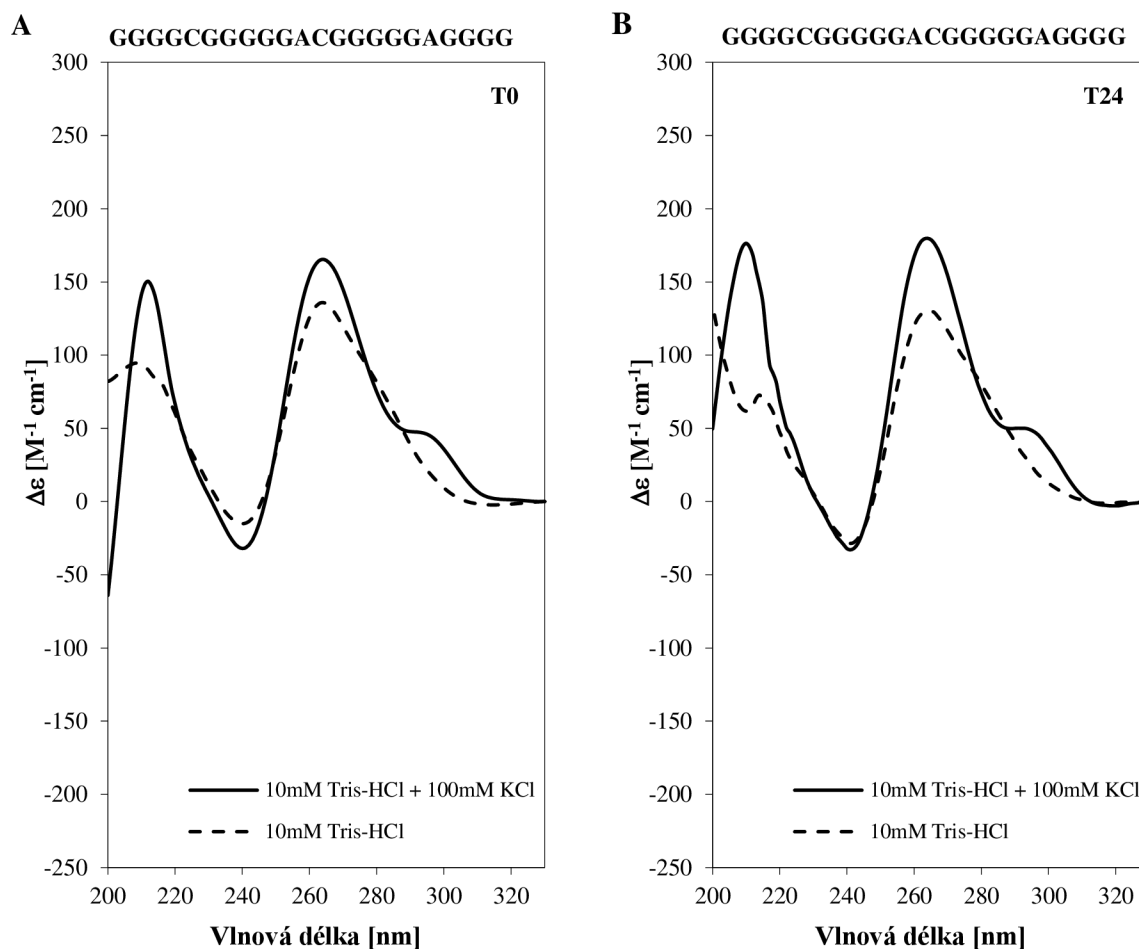 A
GGGGCGGGGGACGGGGGAGGGG
T0
300
250
200
150
100
50
0
-50
-100
-150
-200
-250
Δε [M⁻¹ cm⁻¹]
10mM Tris-HCl + 100mM KCl
10mM Tris-HCl
200 220 240 260 280 300 320
Vlnová délka [nm]
B
GGGGCGGGGGACGGGGGAGGGG
T24
300
250
200
150
100
50
0
-50
-100
-150
-200
-250
Δε [M⁻¹ cm⁻¹]
10mM Tris-HCl + 100mM KCl
10mM Tris-HCl
200 220 240 260 280 300 320
Vlnová délka [nm]